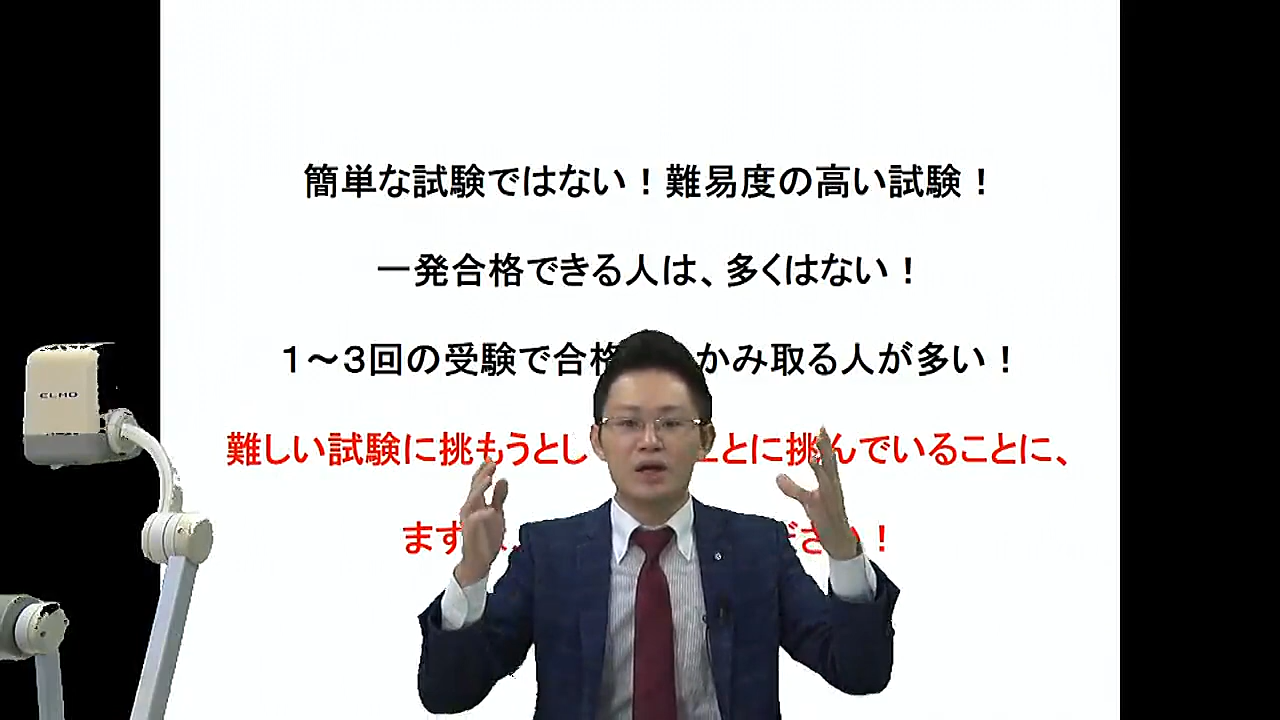 簡単な試験ではない！難易度の高い試験！
一発合格できる人は、多くはない！
１～３回の受験で合格 かみ取る人が多い！
難しい試験に挑もうとし ことに挑んでいることに、
まず ださい！
ELMO